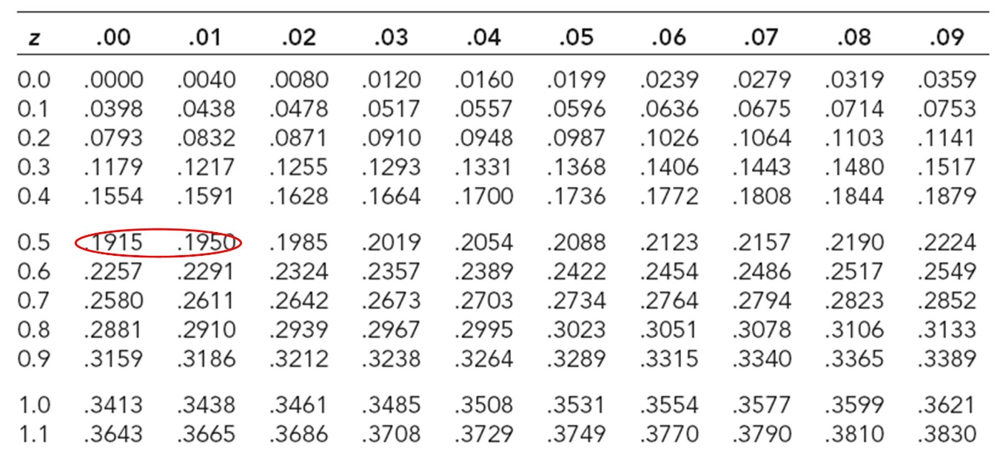 z .00 .01 .02 .03 .04 .05 .06 .07 .08 .09
0.0 .0000 .0040 .0080 .0120 .0160 .0199 .0239 .0279 .0319 .0359
0.1 .0398 .0438 .0478 .0517 .0557 .0596 .0636 .0675 .0714 .0753
0.2 .0793 .0832 .0871 .0910 .0948 .0987 .1026 .1064 .1103 .1141
0.3 .1179 .1217 .1255 .1293 .1331 .1368 .1406 .1443 .1480 .1517
0.4 .1554 .1591 .1628 .1664 .1700 .1736 .1772 .1808 .1844 .1879
0.5 .1915 .1950 .1985 .2019 .2054 .2088 .2123 .2157 .2190 .2224
0.6 .2257 .2291 .2324 .2357 .2389 .2422 .2454 .2486 .2517 .2549
0.7 .2580 .2611 .2642 .2673 .2703 .2734 .2764 .2794 .2823 .2852
0.8 .2881 .2910 .2939 .2967 .2995 .3023 .3051 .3078 .3106 .3133
0.9 .3159 .3186 .3212 .3238 .3264 .3289 .3315 .3340 .3365 .3389
1.0 .3413 .3438 .3461 .3485 .3508 .3531 .3554 .3577 .3599 .3621
1.1 .3643 .3665 .3686 .3708 .3729 .3749 .3770 .3790 .3810 .3830